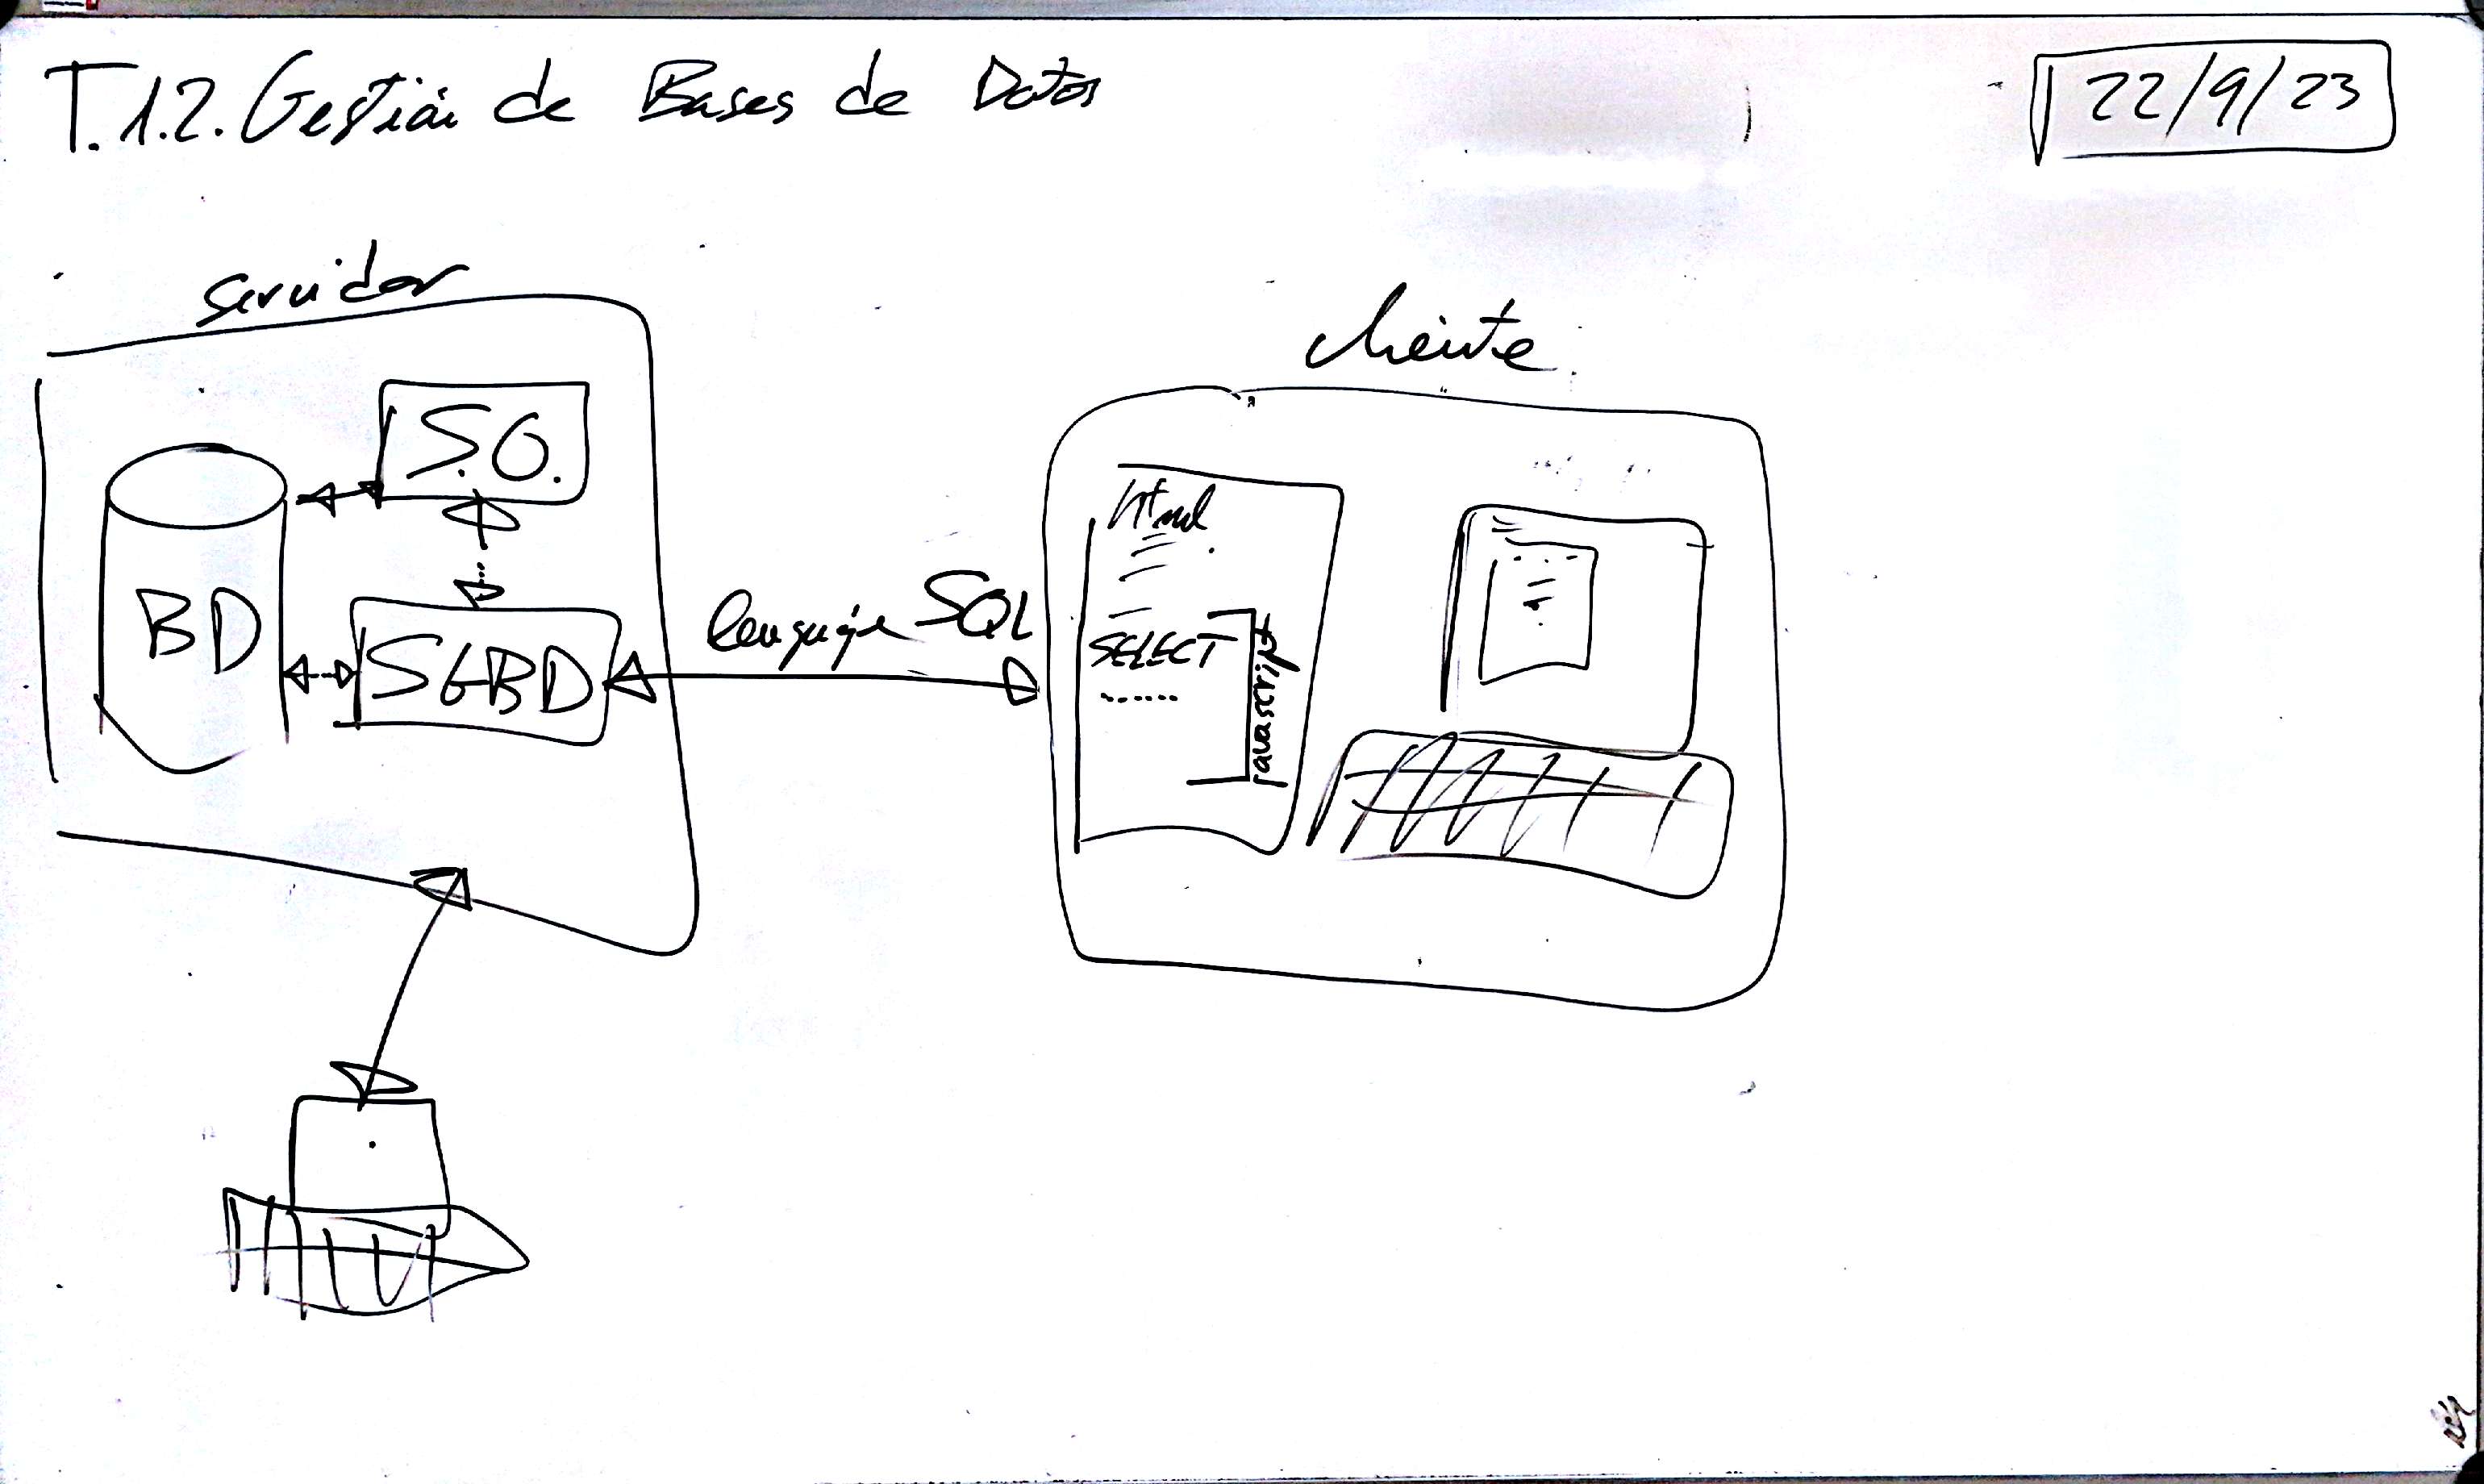 T.1.2. Gestión de Bases de Datos
22/9/23
servidor
cliente
S.O.
BD
SGBD
lenguaje SQL
html
SELECT
javascript